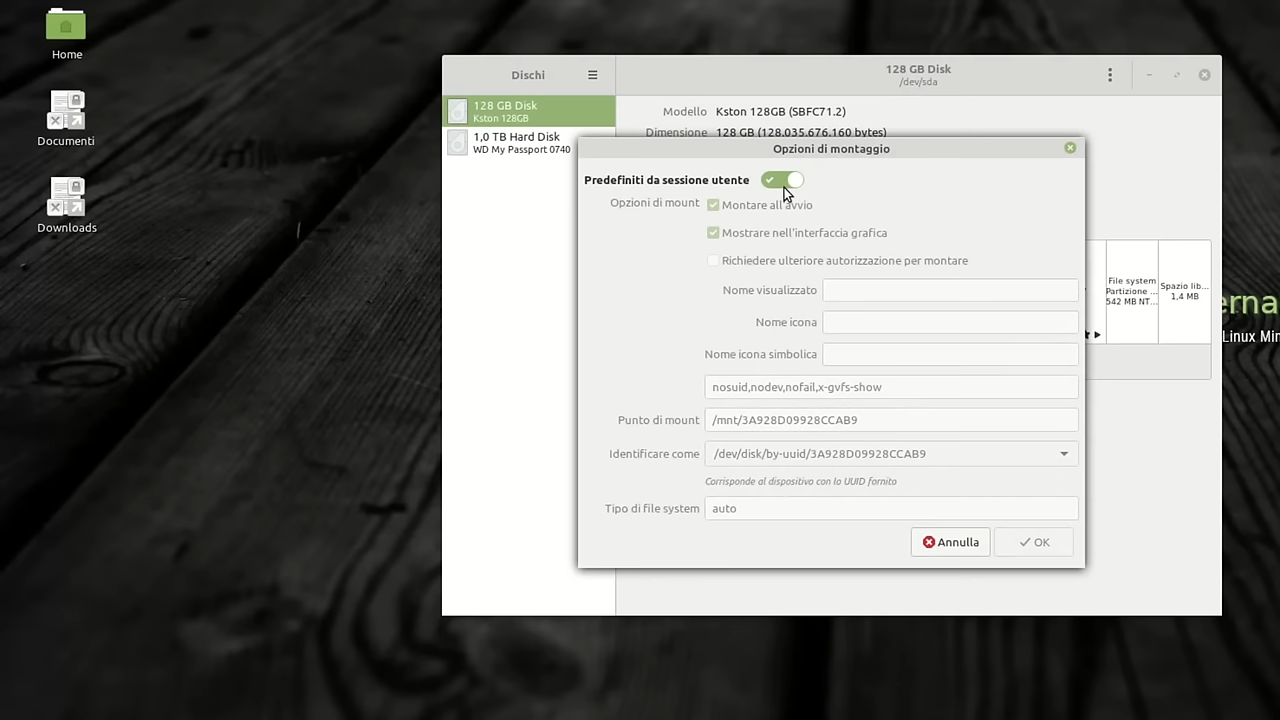 Home
Documenti
Downloads
Dischi
128 GB Disk
/dev/sda
128 GB Disk
Kston 128GB
1,0 TB Hard Disk
WD My Passport 0740
Modello Kston 128GB (SBFC71.2)
Dimensione 128 GB (128.035.676.160 bytes)
Opzioni di montaggio
Predefiniti da sessione utente
Opzioni di mount
Montare all'avvio
Mostrare nell'interfaccia grafica
Richiedere ulteriore autorizzazione per montare
Nome visualizzato
Nome icona
Nome icona simbolica
nosuid,nodev,nofail,x-gvfs-show
Punto di mount /mnt/3A928D09928CCAB9
Identificare come /dev/disk/by-uuid/3A928D09928CCAB9
Corrisponde al dispositivo con lo UUID fornito
Tipo di file system auto
Annulla
OK
File system
Partizione ...
542 MB NT...
Spazio lib...
1,4 MB
erna
Linux Min